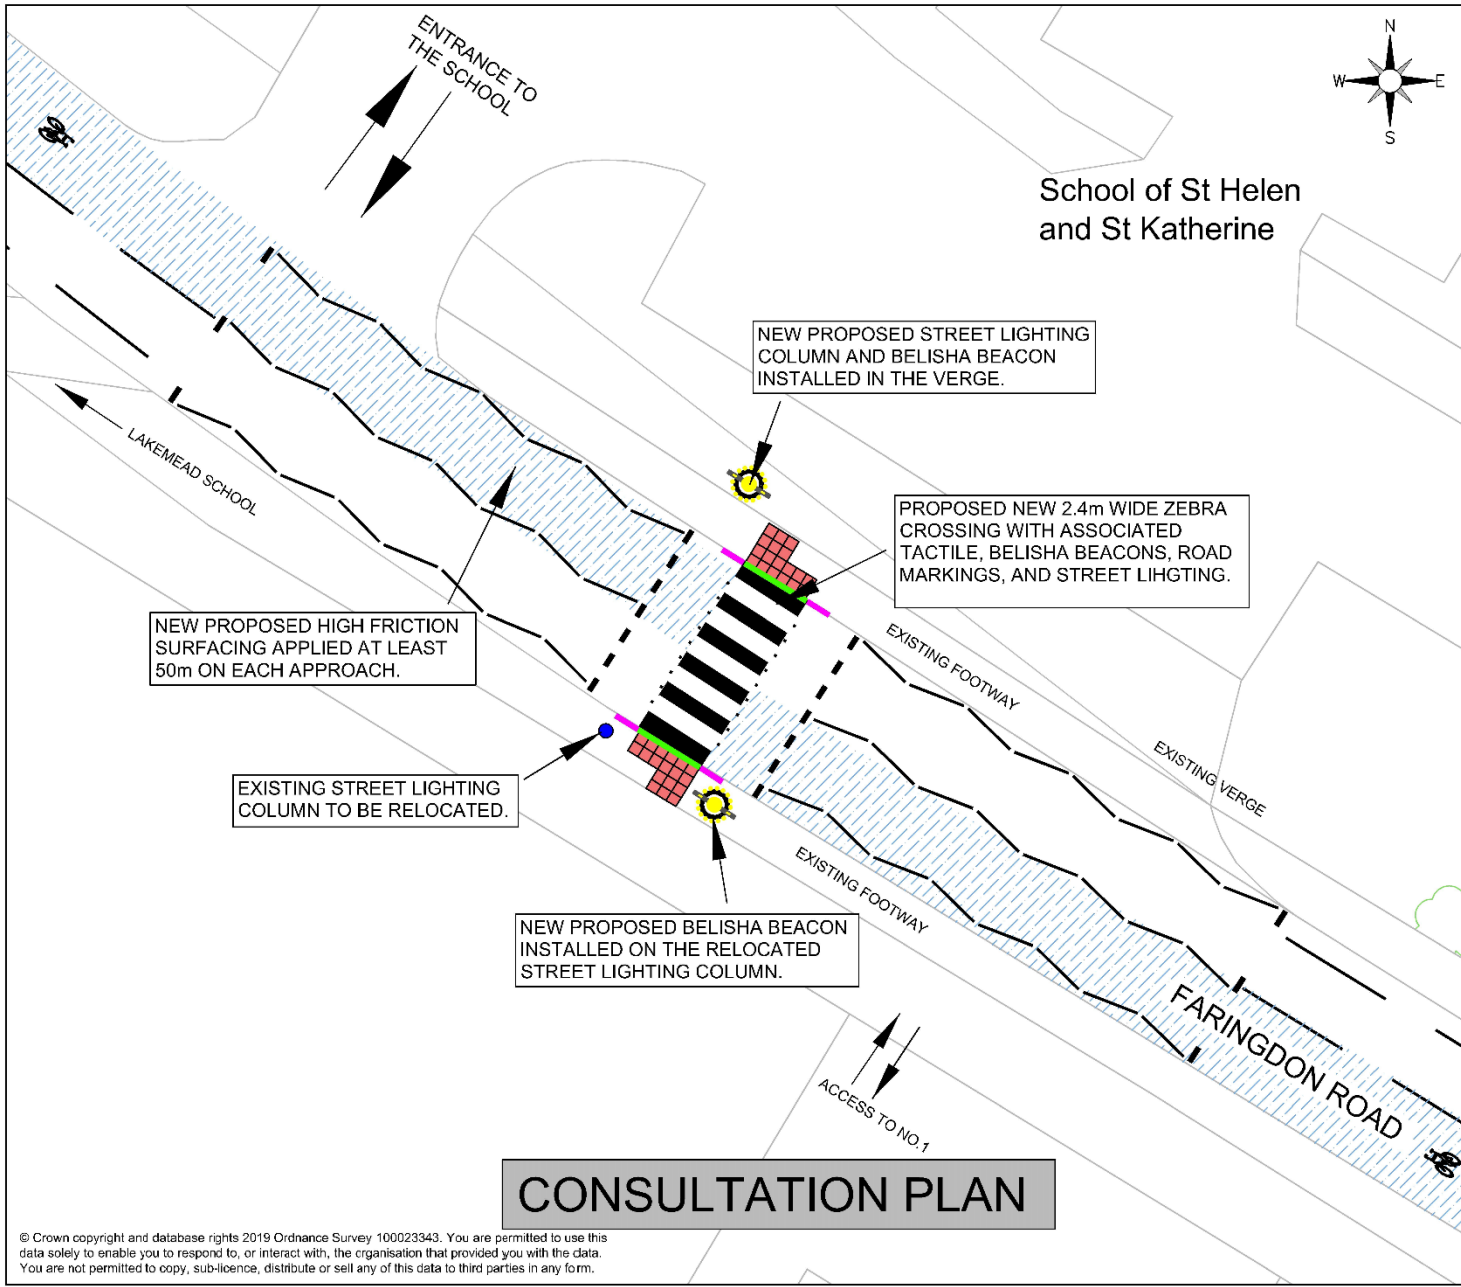 ENTRANCE TO
THE SCHOOL
N
W
E
S
School of St Helen
and St Katherine
NEW PROPOSED STREET LIGHTING
COLUMN AND BELISHA BEACON
INSTALLED IN THE VERGE.
LAKEMEAD SCHOOL
PROPOSED NEW 2.4m WIDE ZEBRA
CROSSING WITH ASSOCIATED
TACTILE, BELISHA BEACONS, ROAD
MARKINGS, AND STREET LIHGTING.
NEW PROPOSED HIGH FRICTION
SURFACING APPLIED AT LEAST
50m ON EACH APPROACH.
EXISTING FOOTWAY
EXISTING VERGE
EXISTING STREET LIGHTING
COLUMN TO BE RELOCATED.
EXISTING FOOTWAY
NEW PROPOSED BELISHA BEACON
INSTALLED ON THE RELOCATED
STREET LIGHTING COLUMN.
FARINGDON ROAD
ACCESS TO NO.1
CONSULTATION PLAN
© Crown copyright and database rights 2019 Ordnance Survey 100023343. You are permitted to use this
data solely to enable you to respond to, or interact with, the organisation that provided you with the data.
You are not permitted to copy, sub-licence, distribute or sell any of this data to third parties in any form.